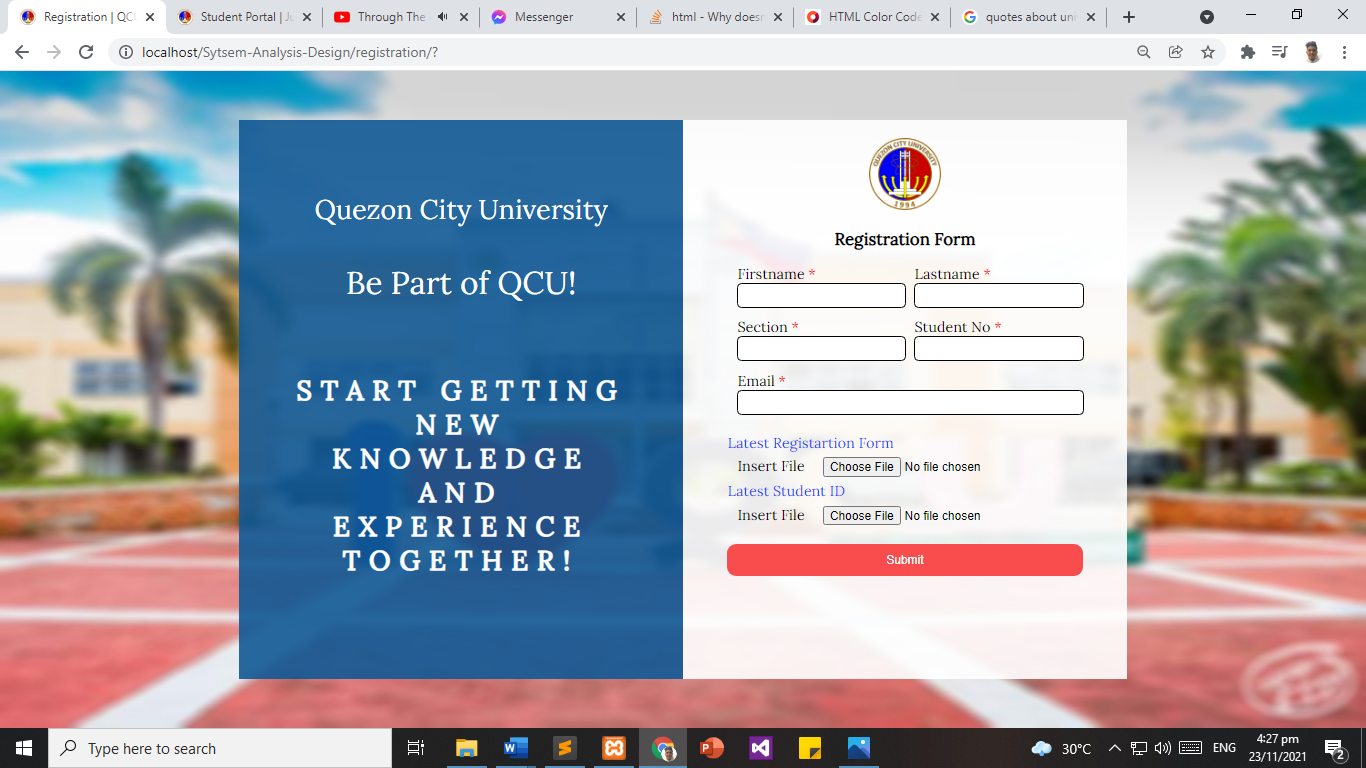 Registration | QCU
Student Portal | Ju
Through The
Messenger
html - Why doesn
HTML Color Code
quotes about uni
localhost/Sytsem-Analysis-Design/registration/?
Quezon City University
Be Part of QCU!
START GETTING
NEW
KNOWLEDGE
AND
EXPERIENCE
TOGETHER!
QUEZON CITY UNIVERSITY
1994
Registration Form
Firstname * Lastname *
Section * Student No *
Email *
Latest Registartion Form
Insert File Choose File No file chosen
Latest Student ID
Insert File Choose File No file chosen
Submit
Type here to search
30°C
ENG
4:27 pm
23/11/2021
2